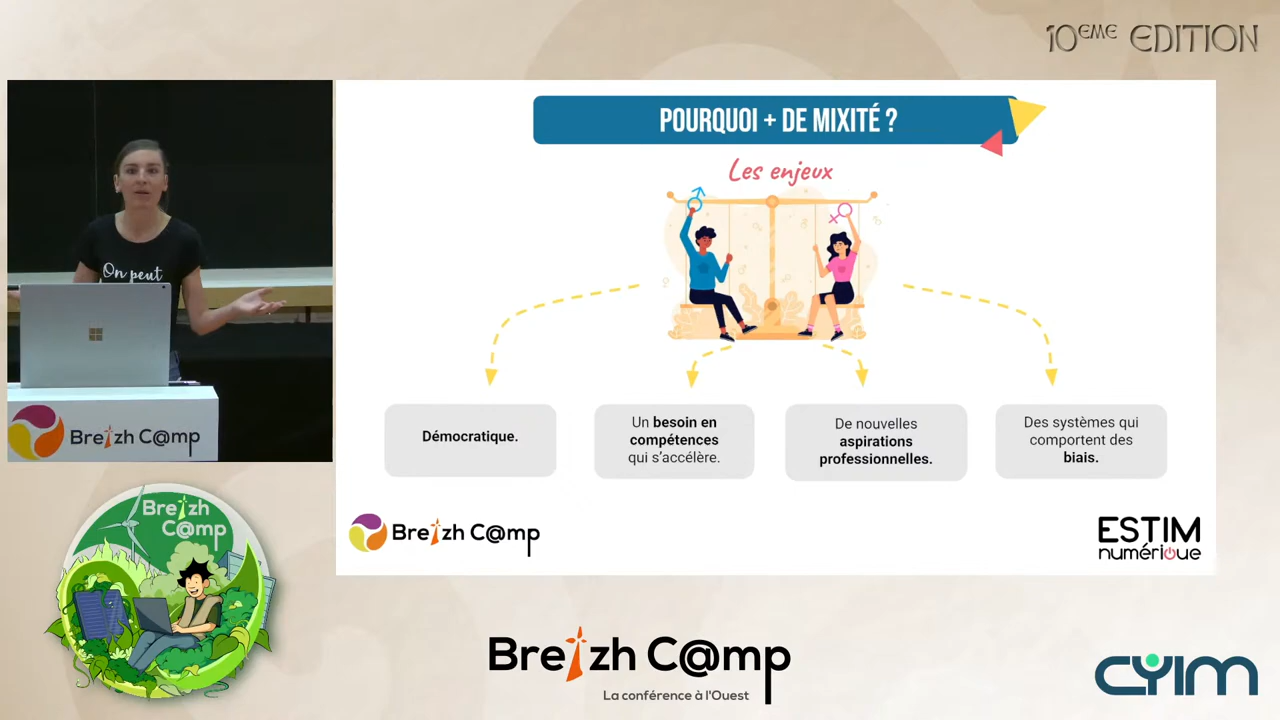 10EME EDITION
POURQUOI + DE MIXITÉ ?
Les enjeux
On peut
Démocratique.
Un besoin en
compétences
qui s'accélère.
De nouvelles
aspirations
professionnelles.
Des systèmes qui
comportent des
biais.
Breizh C@mp
Breizh C@mp
ESTIM
numérique
Breizh
C@mp
Breizh C@mp
La conférence à l'Ouest
CYIM